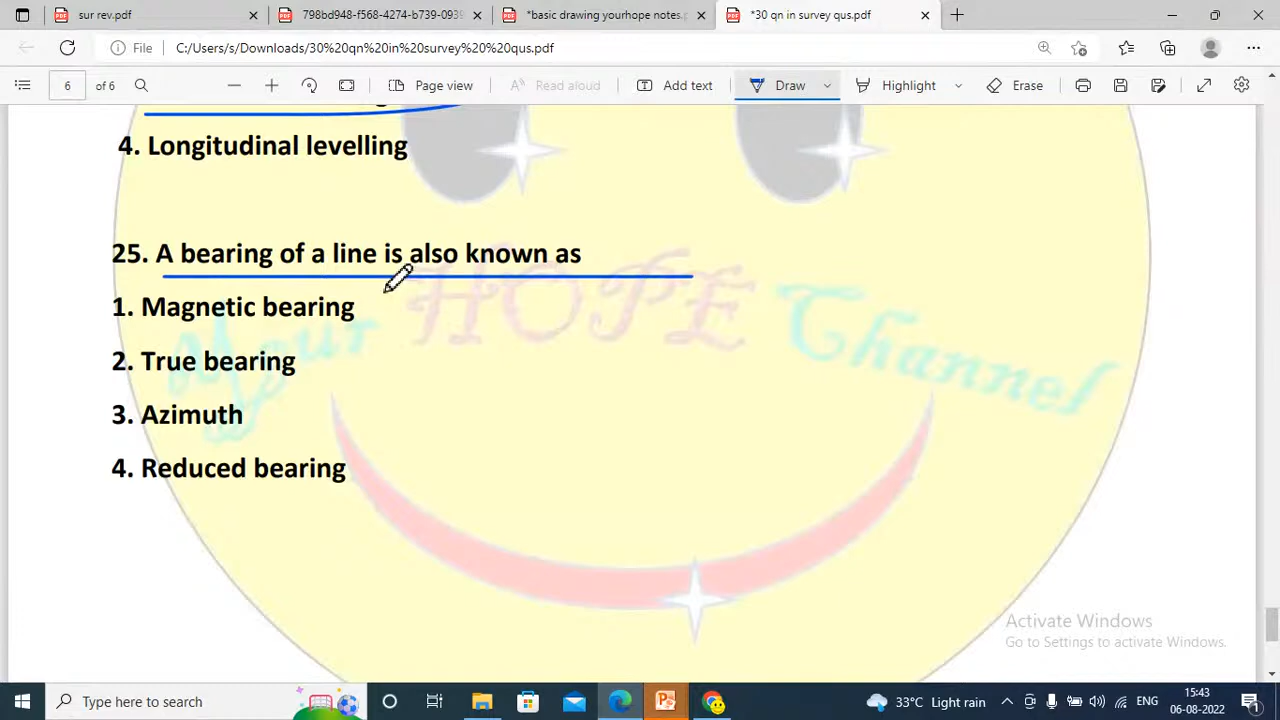 sur rev.pdf
798bd948-f568-4274-b739-0939
*basic drawing yourhope notes.p
*30 qn in survey qus.pdf
File
C:/Users/s/Downloads/30%20qn%20in%20survey%20%20qus.pdf
6 of 6
Page view
Read aloud
Add text
Draw
Highlight
Erase
4. Longitudinal levelling
25. A bearing of a line is also known as
1. Magnetic bearing
2. True bearing
3. Azimuth
4. Reduced bearing
Your HOPE Channel
Activate Windows
Go to Settings to activate Windows.
Type here to search
33°C Light rain
ENG
15:43
06-08-2022